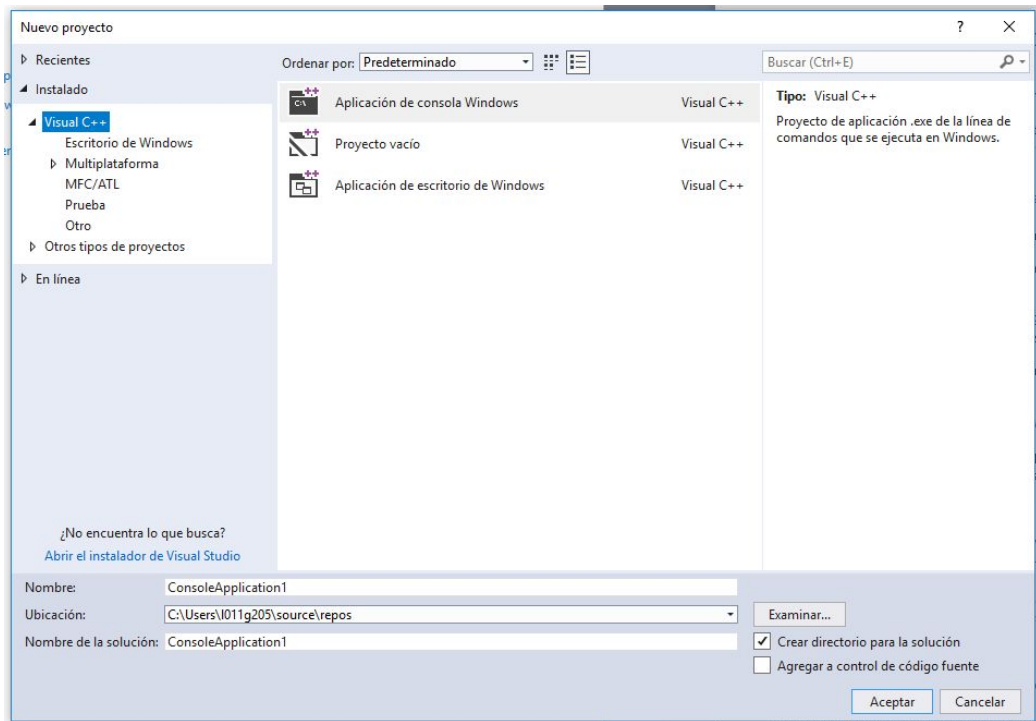 Nuevo proyecto
?
Recientes
Instalado
Visual C++
Escritorio de Windows
Multiplataforma
MFC/ATL
Prueba
Otro
Otros tipos de proyectos
En línea
¿No encuentra lo que busca?
Abrir el instalador de Visual Studio
Ordenar por: Predeterminado
Aplicación de consola Windows Visual C++
Proyecto vacío Visual C++
Aplicación de escritorio de Windows Visual C++
Buscar (Ctrl+E)
Tipo: Visual C++
Proyecto de aplicación .exe de la línea de
comandos que se ejecuta en Windows.
Nombre: ConsoleApplication1
Ubicación: C:\Users\l011g205\source\repos
Examinar...
Nombre de la solución: ConsoleApplication1
Crear directorio para la solución
Agregar a control de código fuente
Aceptar Cancelar